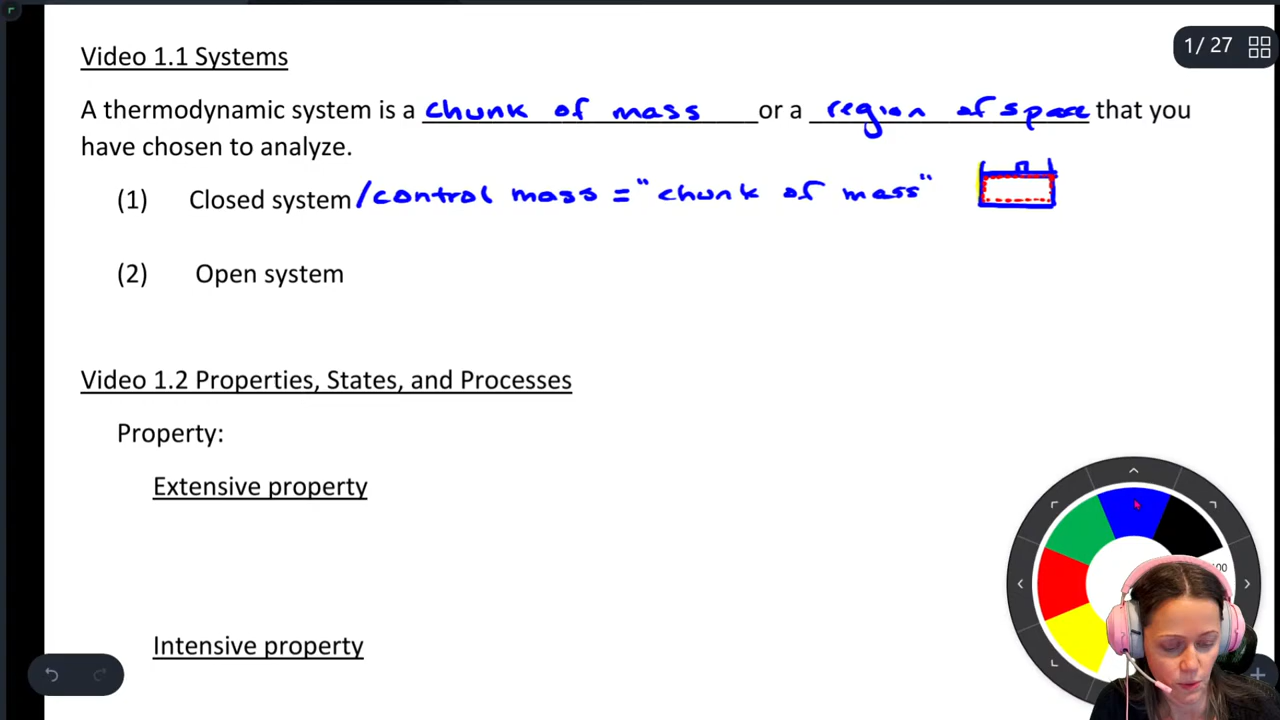 1/ 27
Video 1.1 Systems
A thermodynamic system is a chunk of mass or a region of space that you
have chosen to analyze.
(1) Closed system/control mass = "chunk of mass"
(2) Open system
Video 1.2 Properties, States, and Processes
Property:
Extensive property
Intensive property